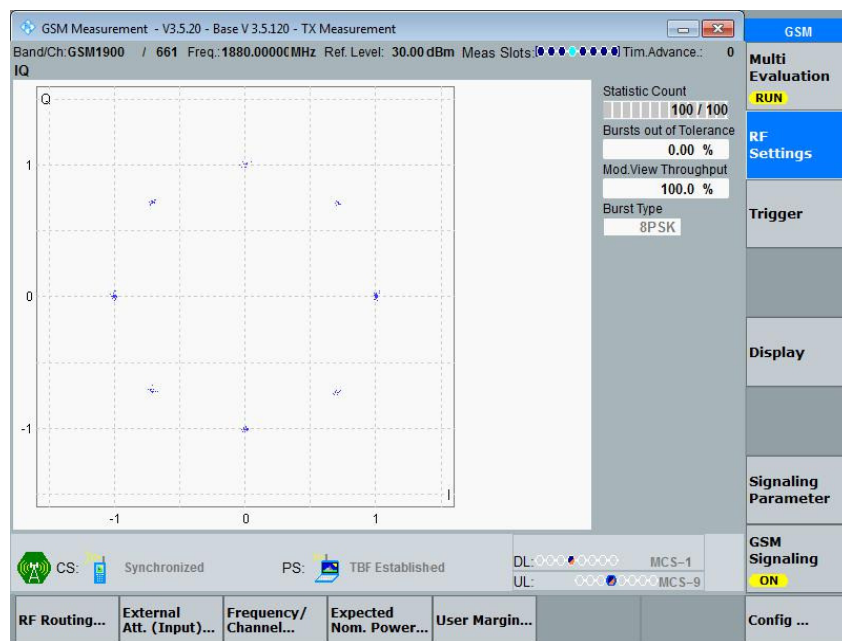 GSM Measurement - V3.5.20 - Base V 3.5.120 - TX Measurement
Band/Ch: GSM1900 / 661 Freq.: 1880.00000 MHz Ref. Level: 30.00 dBm Meas Slots: Tim.Advance.: 0
IQ
Q
1
0
-1
-1 0 1
I
Statistic Count
100 / 100
Bursts out of Tolerance
0.00 %
Mod.View Throughput
100.0 %
Burst Type
8PSK
CS: Synchronized PS: TBF Established
DL: MCS-1
UL: MCS-9
GSM
Multi
Evaluation
RUN
RF
Settings
Trigger
Display
Signaling
Parameter
GSM
Signaling
ON
RF Routing...
External
Att. (Input)...
Frequency/
Channel...
Expected
Nom. Power...
User Margin...
Config ...